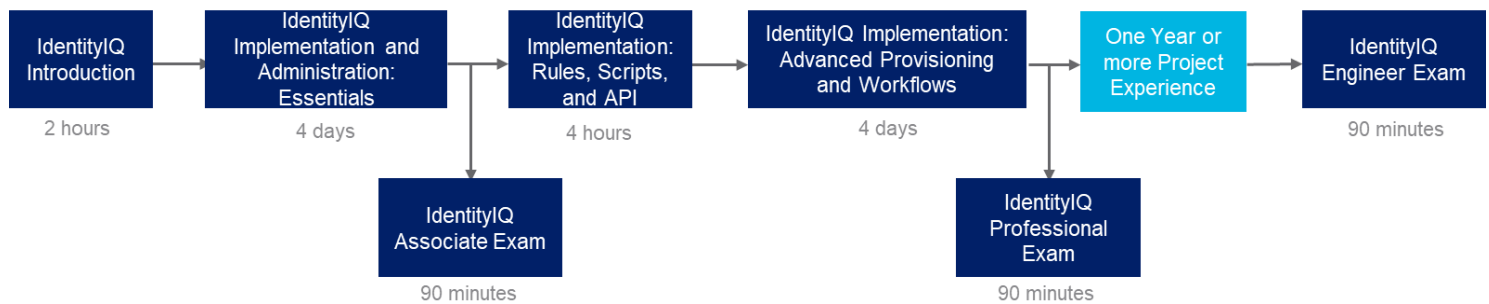 IdentityIQ
Introduction
2 hours
IdentityIQ
Implementation and
Administration:
Essentials
4 days
IdentityIQ
Implementation:
Rules, Scripts,
and API
4 hours
IdentityIQ Implementation:
Advanced Provisioning
and Workflows
4 days
One Year or
more Project
Experience
IdentityIQ
Engineer Exam
90 minutes
IdentityIQ
Associate Exam
90 minutes
IdentityIQ
Professional
Exam
90 minutes